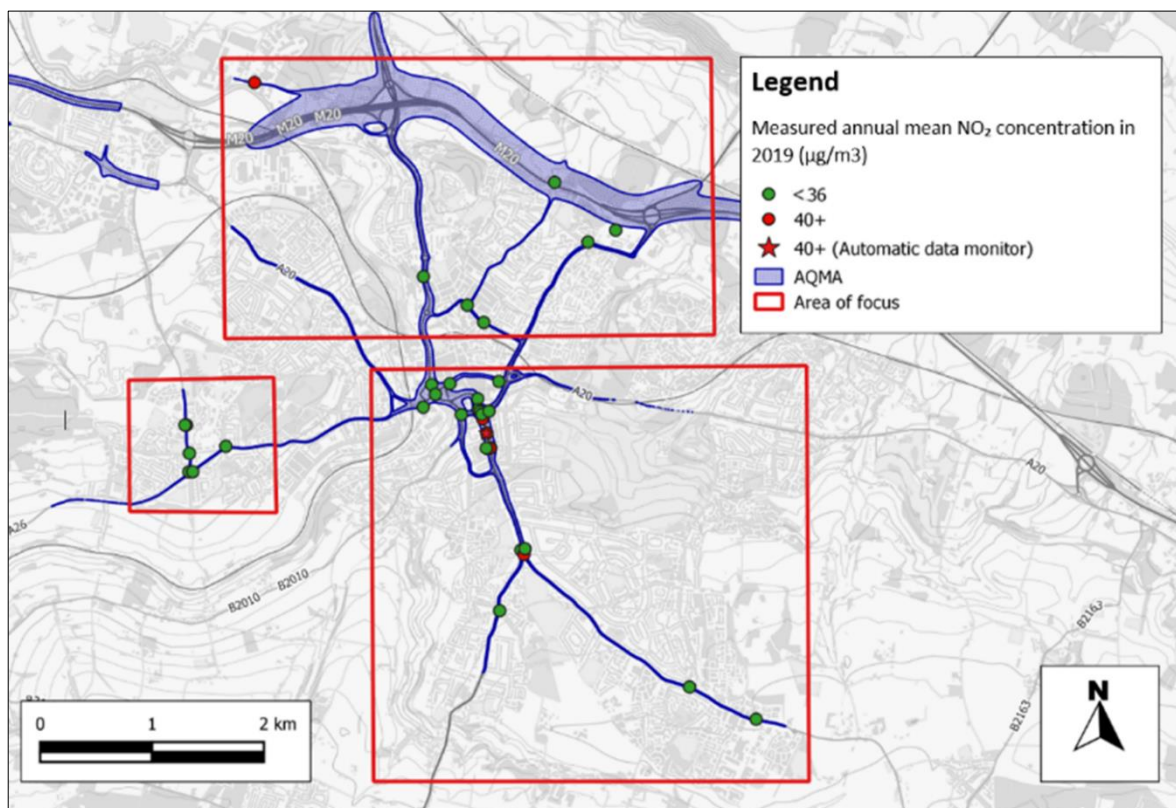 Legend
Measured annual mean NO₂ concentration in
2019 (µg/m3)
< 36
40+
40+ (Automatic data monitor)
AQMA
Area of focus
M20
M20
M20
M20
M20
A20
A20
A20
A26
B2010
B2010
B2163
B2163
0 1 2 km
N